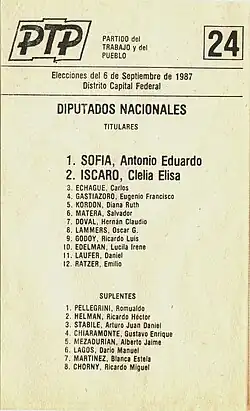 PTP
PARTIDO del
TRABAJO y del
PUEBLO
24
Elecciones del 6 de Septiembre de 1987
Distrito Capital Federal
DIPUTADOS NACIONALES
TITULARES
1. SOFIA, Antonio Eduardo
2. ISCARO, Clelia Elisa
3. ECHAGUE, Carlos
4. GASTIAZORO, Eugenio Francisco
5. KORDON, Diana Ruth
6. MATERA, Salvador
7. DOVAL, Hernán Claudio
8. LAMMERS, Oscar G.
9. GODOY, Ricardo Luis
10. EDELMAN, Lucila Irene
11. LAUFER, Daniel
12. RATZER, Emilio
SUPLENTES
1. PELLEGRINI, Romualdo
2. HELMAN, Ricardo Héctor
3. STABILE, Arturo Juan Daniel
4. CHIARAMONTE, Gustavo Enrique
5. MEZADURIAN, Alberto Jaime
6. LAGOS, Darío Manuel
7. MARTINEZ, Blanca Estela
8. CHORNY, Ricardo Miguel